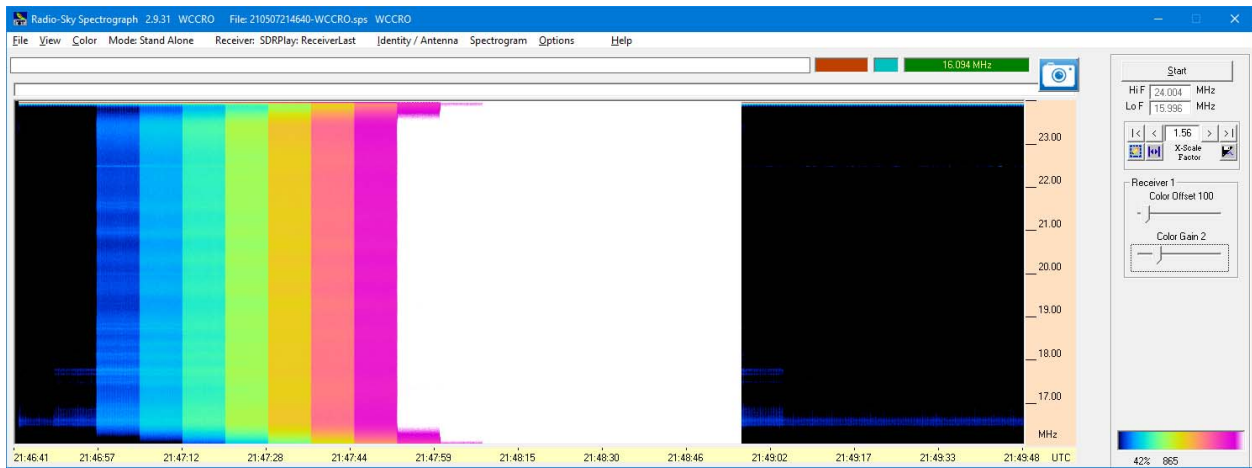 Radio-Sky Spectrograph 2.9.31 WCCRO File: 210507214640-WCCRO.sps WCCRO
File View Color Mode: Stand Alone Receiver: SDRPlay: ReceiverLast Identity / Antenna Spectrogram Options Help
16.094 MHz
Start
Hi F 24.004 MHz
Lo F 15.996 MHz
|< < 1.56 > >|
X-Scale
Factor
Receiver 1
Color Offset 100
-
Color Gain 2
23.00
22.00
21.00
20.00
19.00
18.00
17.00
MHz
21:46:41 21:46:57 21:47:12 21:47:28 21:47:44 21:47:59 21:48:15 21:48:30 21:48:46 21:49:02 21:49:17 21:49:33 21:49:48 UTC
42% 865